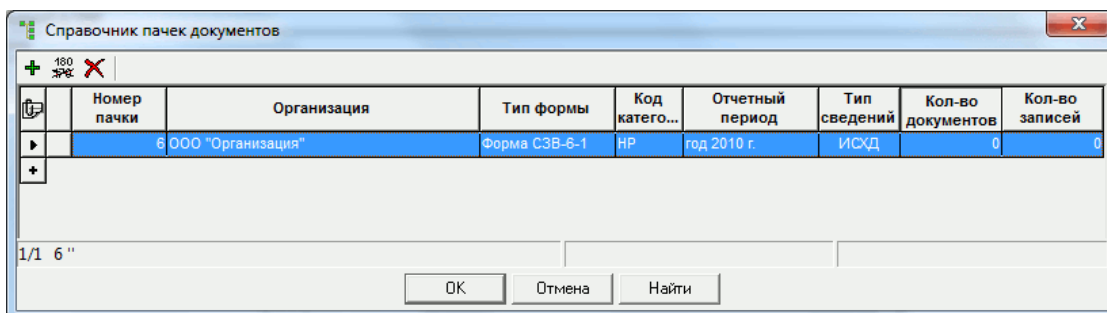 Справочник пачек документов
180
Номер пачки Организация Тип формы Код катего... Отчетный период Тип сведений Кол-во документов Кол-во записей
6 ООО "Организация" Форма СЗВ-6-1 НР год 2010 г. ИСХД 0 0
1/1 6 "
OK Отмена Найти